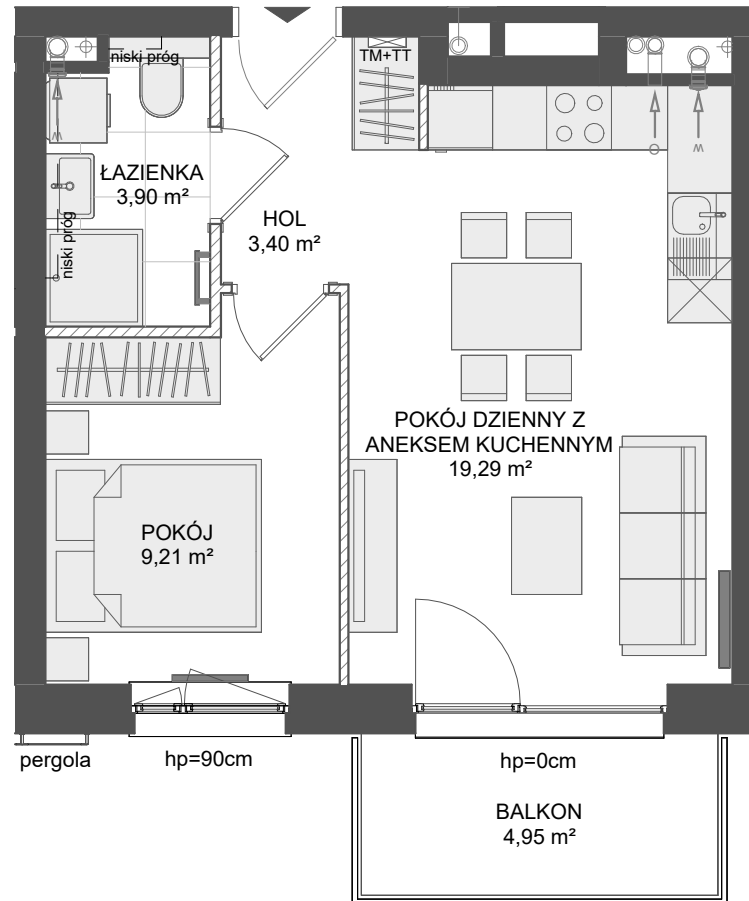 niski próg
TM+TT
ŁAZIENKA
3,90 m²
HOL
3,40 m²
niski próg
W
O
W
POKÓJ DZIENNY Z
ANEKSEM KUCHENNYM
19,29 m²
POKÓJ
9,21 m²
pergola
hp=90cm
hp=0cm
BALKON
4,95 m²